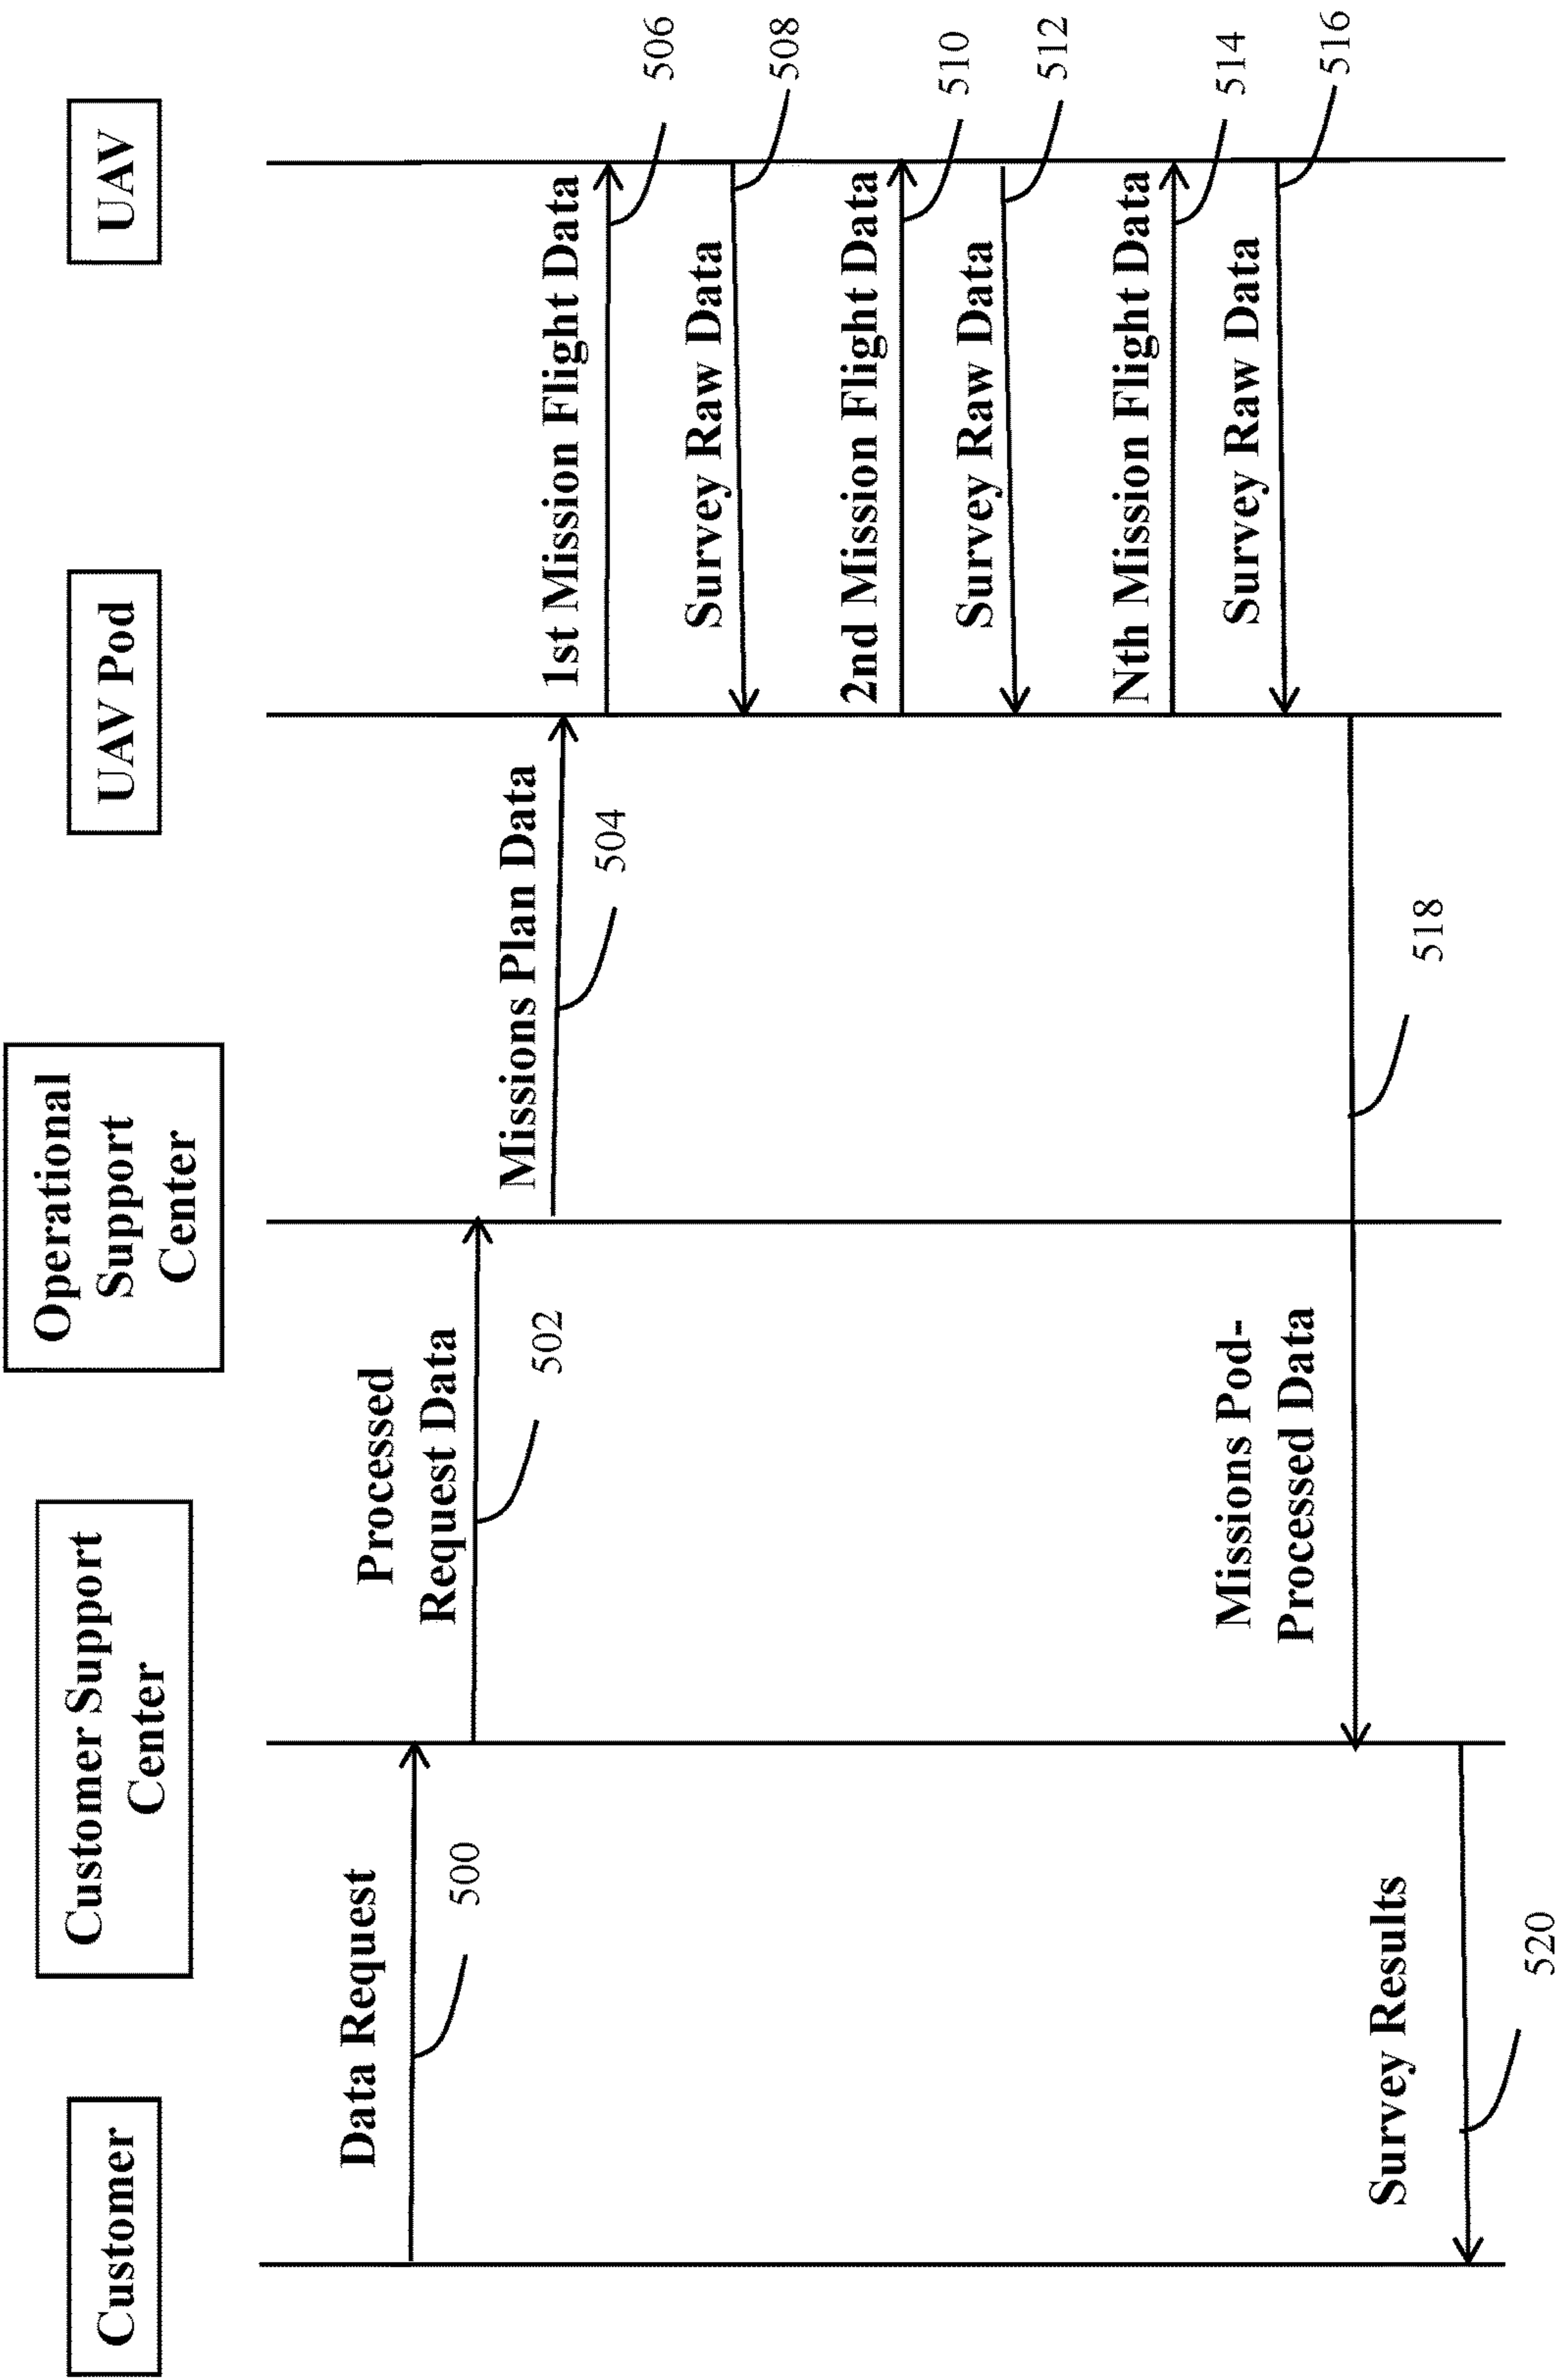 Customer
Customer Support
Center
Operational
Support
Center
UAV Pod
UAV
Data Request
500
Processed
Request Data
502
Missions Plan Data
504
1st Mission Flight Data
506
Survey Raw Data
508
2nd Mission Flight Data
510
Survey Raw Data
512
Nth Mission Flight Data
514
Survey Raw Data
516
Missions Pod-
Processed Data
518
Survey Results
520